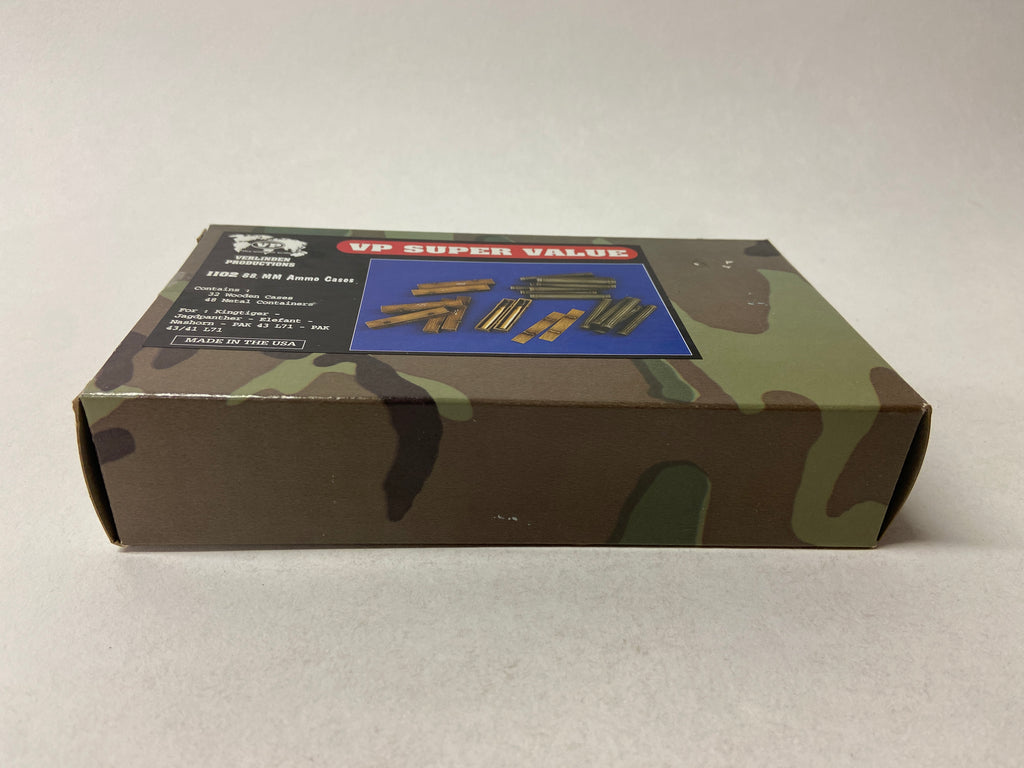 VP
VERLINDEN
PRODUCTIONS
VP SUPER VALUE
1102 88 MM Ammo Cases
Contains :
32 Wooden Cases
48 Metal Containers
For : Kingtiger -
Jagdpanther - Elefant -
Nashorn - PAK 43 L71 - PAK
43/41 L71
MADE IN THE USA